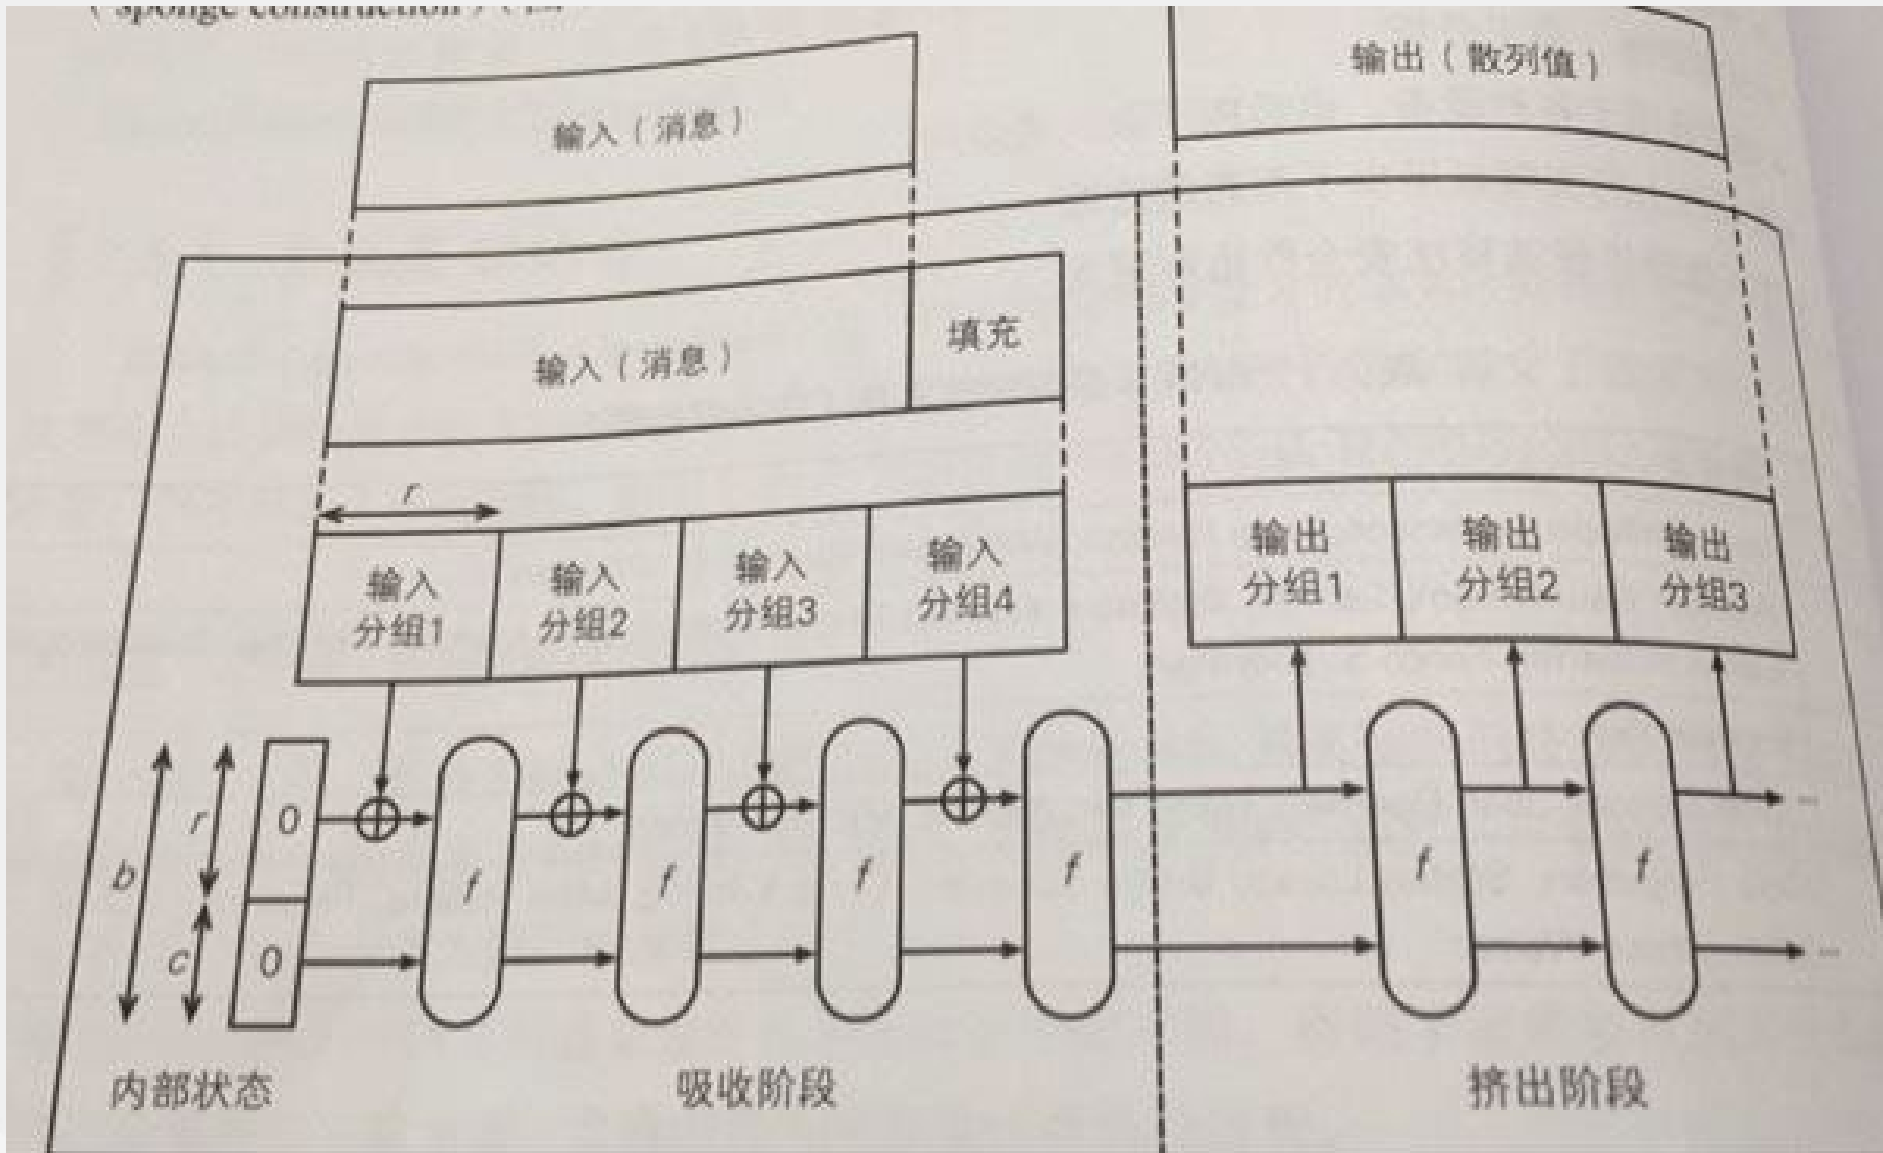 (sponge construction)
输出(散列值)
输入(消息)
输入(消息)
填充
r
输入
分组1
输入
分组2
输入
分组3
输入
分组4
输出
分组1
输出
分组2
输出
分组3
b
r
c
0
0
f
f
f
f
f
f
...
...
内部状态
吸收阶段
挤出阶段